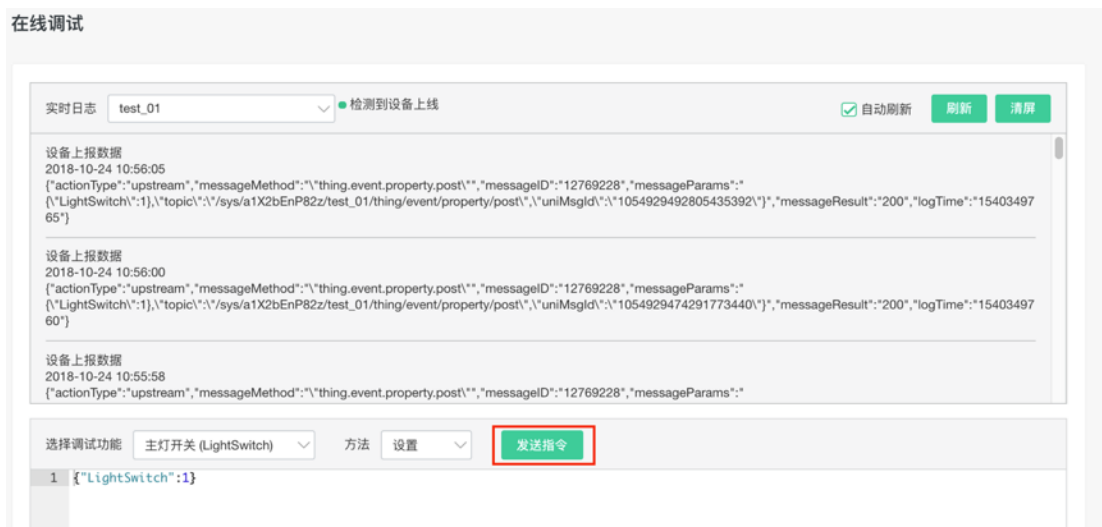 在线调试
实时日志 test_01 检测到设备上线 自动刷新 刷新 清屏
设备上报数据
2018-10-24 10:56:05
{"actionType":"upstream","messageMethod":"\"thing.event.property.post\"","messageID":"12769228","messageParams":"
{\"LightSwitch\":1},\"topic\":\"/sys/a1X2bEnP82z/test_01/thing/event/property/post\",\"uniMsgId\":\"1054929492805435392\"}","messageResult":"200","logTime":"15403497
65"}
设备上报数据
2018-10-24 10:56:00
{"actionType":"upstream","messageMethod":"\"thing.event.property.post\"","messageID":"12769228","messageParams":"
{\"LightSwitch\":1},\"topic\":\"/sys/a1X2bEnP82z/test_01/thing/event/property/post\",\"uniMsgId\":\"1054929474291773440\"}","messageResult":"200","logTime":"15403497
60"}
设备上报数据
2018-10-24 10:55:58
{"actionType":"upstream","messageMethod":"\"thing.event.property.post\"","messageID":"12769228","messageParams":"
选择调试功能 主灯开关 (LightSwitch) 方法 设置 发送指令
1 {"LightSwitch":1}